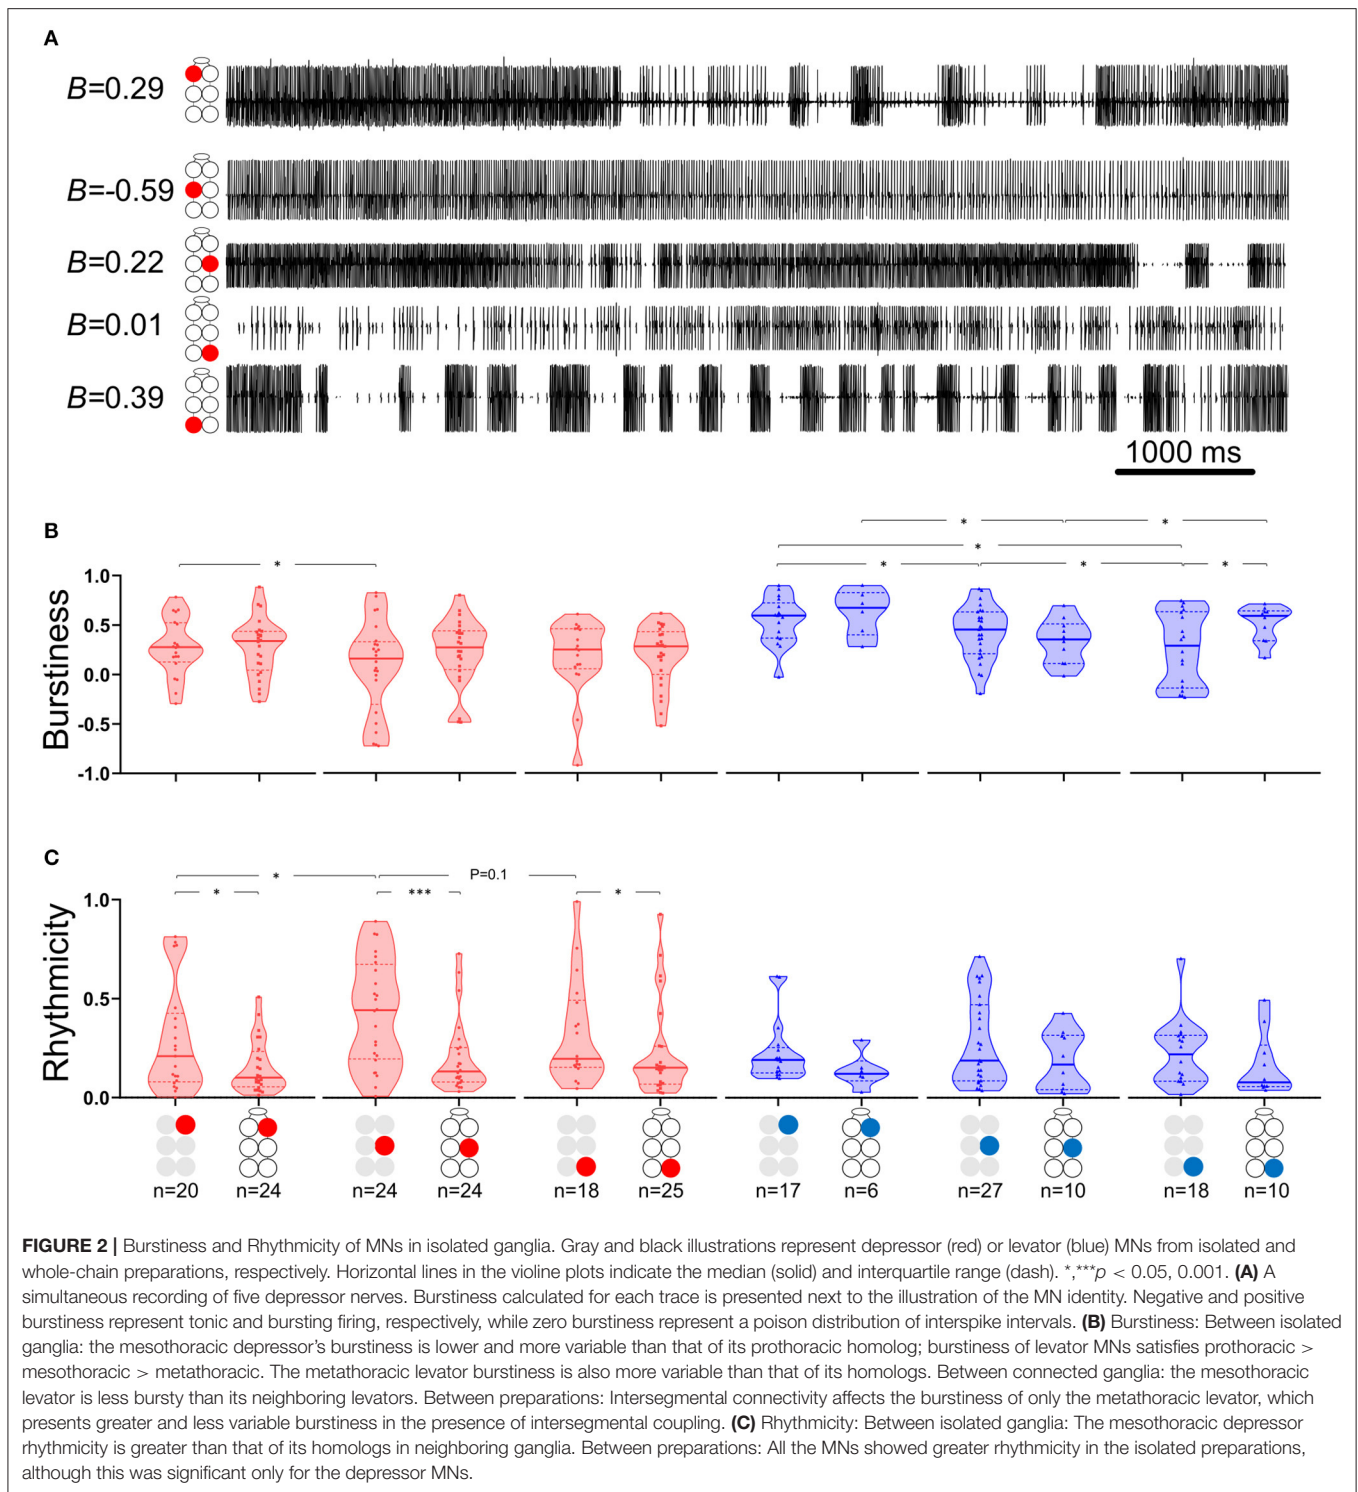 A
B=0.29
B=-0.59
B=0.22
B=0.01
B=0.39
1000 ms
B
* *
*
* * * *
*
1.0
0.5
0.0
-0.5
-1.0
Burstiness
C
* P=0.1
* *** *
1.0
0.5
0.0
Rhythmicity
n=20 n=24 n=24 n=24 n=18 n=25 n=17 n=6 n=27 n=10 n=18 n=10
FIGURE 2 | Burstiness and Rhythmicity of MNs in isolated ganglia. Gray and black illustrations represent depressor (red) or levator (blue) MNs from isolated and
whole-chain preparations, respectively. Horizontal lines in the violine plots indicate the median (solid) and interquartile range (dash). *,***p < 0.05, 0.001. (A) A
simultaneous recording of five depressor nerves. Burstiness calculated for each trace is presented next to the illustration of the MN identity. Negative and positive
burstiness represent tonic and bursting firing, respectively, while zero burstiness represent a poison distribution of interspike intervals. (B) Burstiness: Between isolated
ganglia: the mesothoracic depressor's burstiness is lower and more variable than that of its prothoracic homolog; burstiness of levator MNs satisfies prothoracic >
mesothoracic > metathoracic. The metathoracic levator burstiness is also more variable than that of its homologs. Between connected ganglia: the mesothoracic
levator is less bursty than its neighboring levators. Between preparations: Intersegmental connectivity affects the burstiness of only the metathoracic levator, which
presents greater and less variable burstiness in the presence of intersegmental coupling. (C) Rhythmicity: Between isolated ganglia: The mesothoracic depressor
rhythmicity is greater than that of its homologs in neighboring ganglia. Between preparations: All the MNs showed greater rhythmicity in the isolated preparations,
although this was significant only for the depressor MNs.